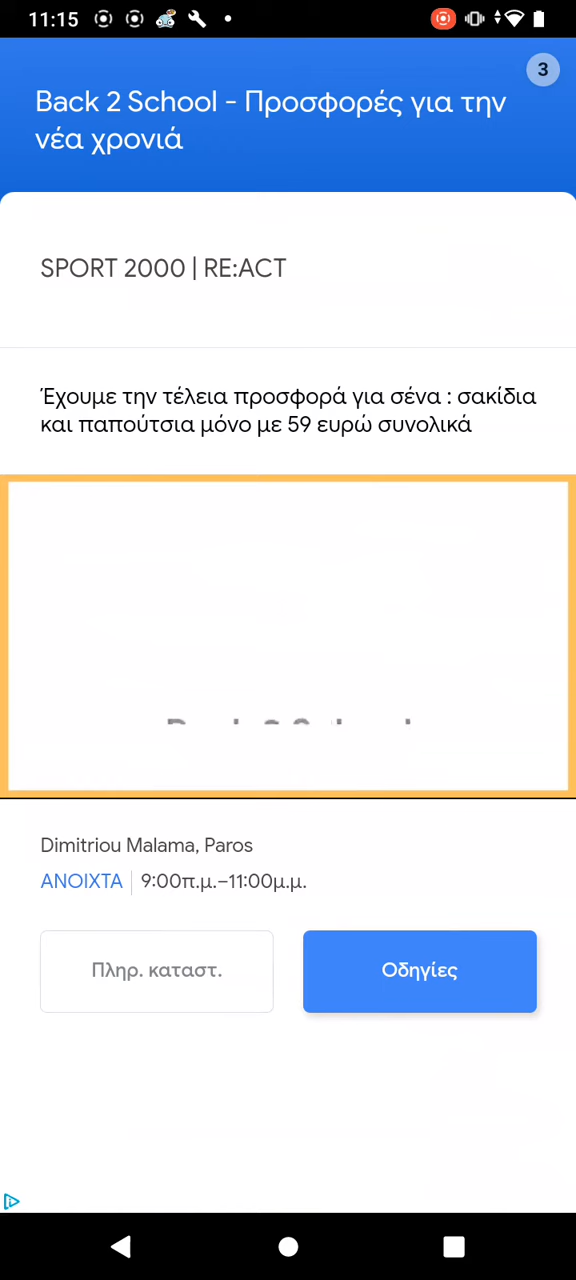 11:15
3
Back 2 School - Προσφορές για την
νέα χρονιά
SPORT 2000 | RE:ACT
Έχουμε την τέλεια προσφορά για σένα : σακίδια
και παπούτσια μόνο με 59 ευρώ συνολικά
Dimitriou Malama, Paros
ΑΝΟΙΧΤΑ 9:00π.μ.–11:00μ.μ.
Πληρ. καταστ.
Οδηγίες